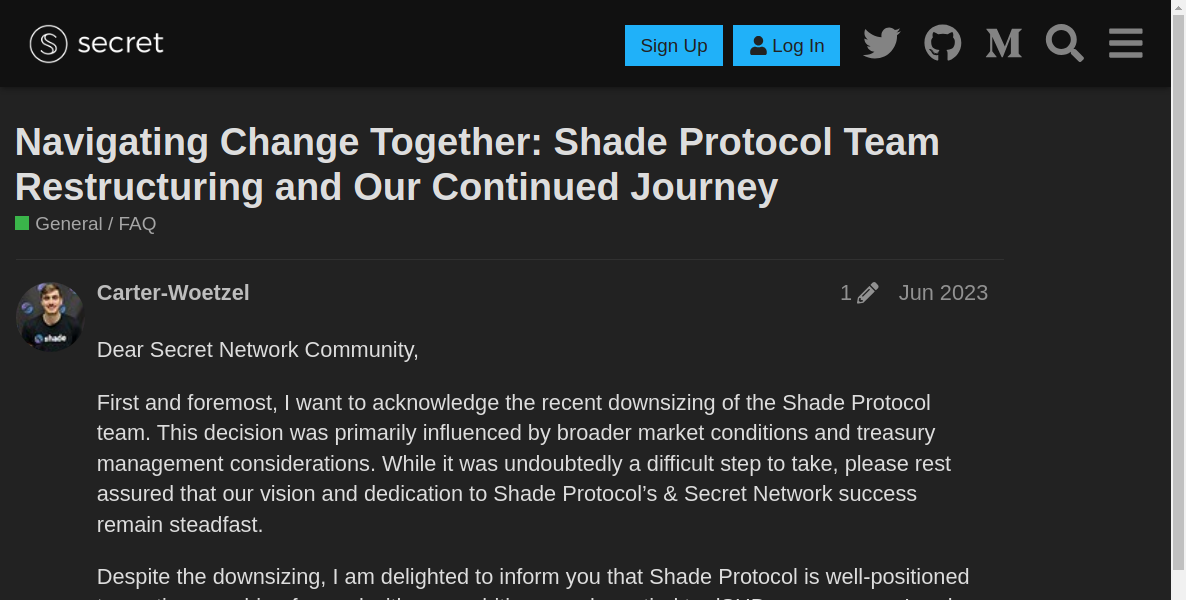 secret
Sign Up
Log In
Navigating Change Together: Shade Protocol Team
Restructuring and Our Continued Journey
General / FAQ
Carter-Woetzel
1
Jun 2023
shade
Dear Secret Network Community,
First and foremost, I want to acknowledge the recent downsizing of the Shade Protocol
team. This decision was primarily influenced by broader market conditions and treasury
management considerations. While it was undoubtedly a difficult step to take, please rest
assured that our vision and dedication to Shade Protocol’s & Secret Network success
remain steadfast.
Despite the downsizing, I am delighted to inform you that Shade Protocol is well-positioned